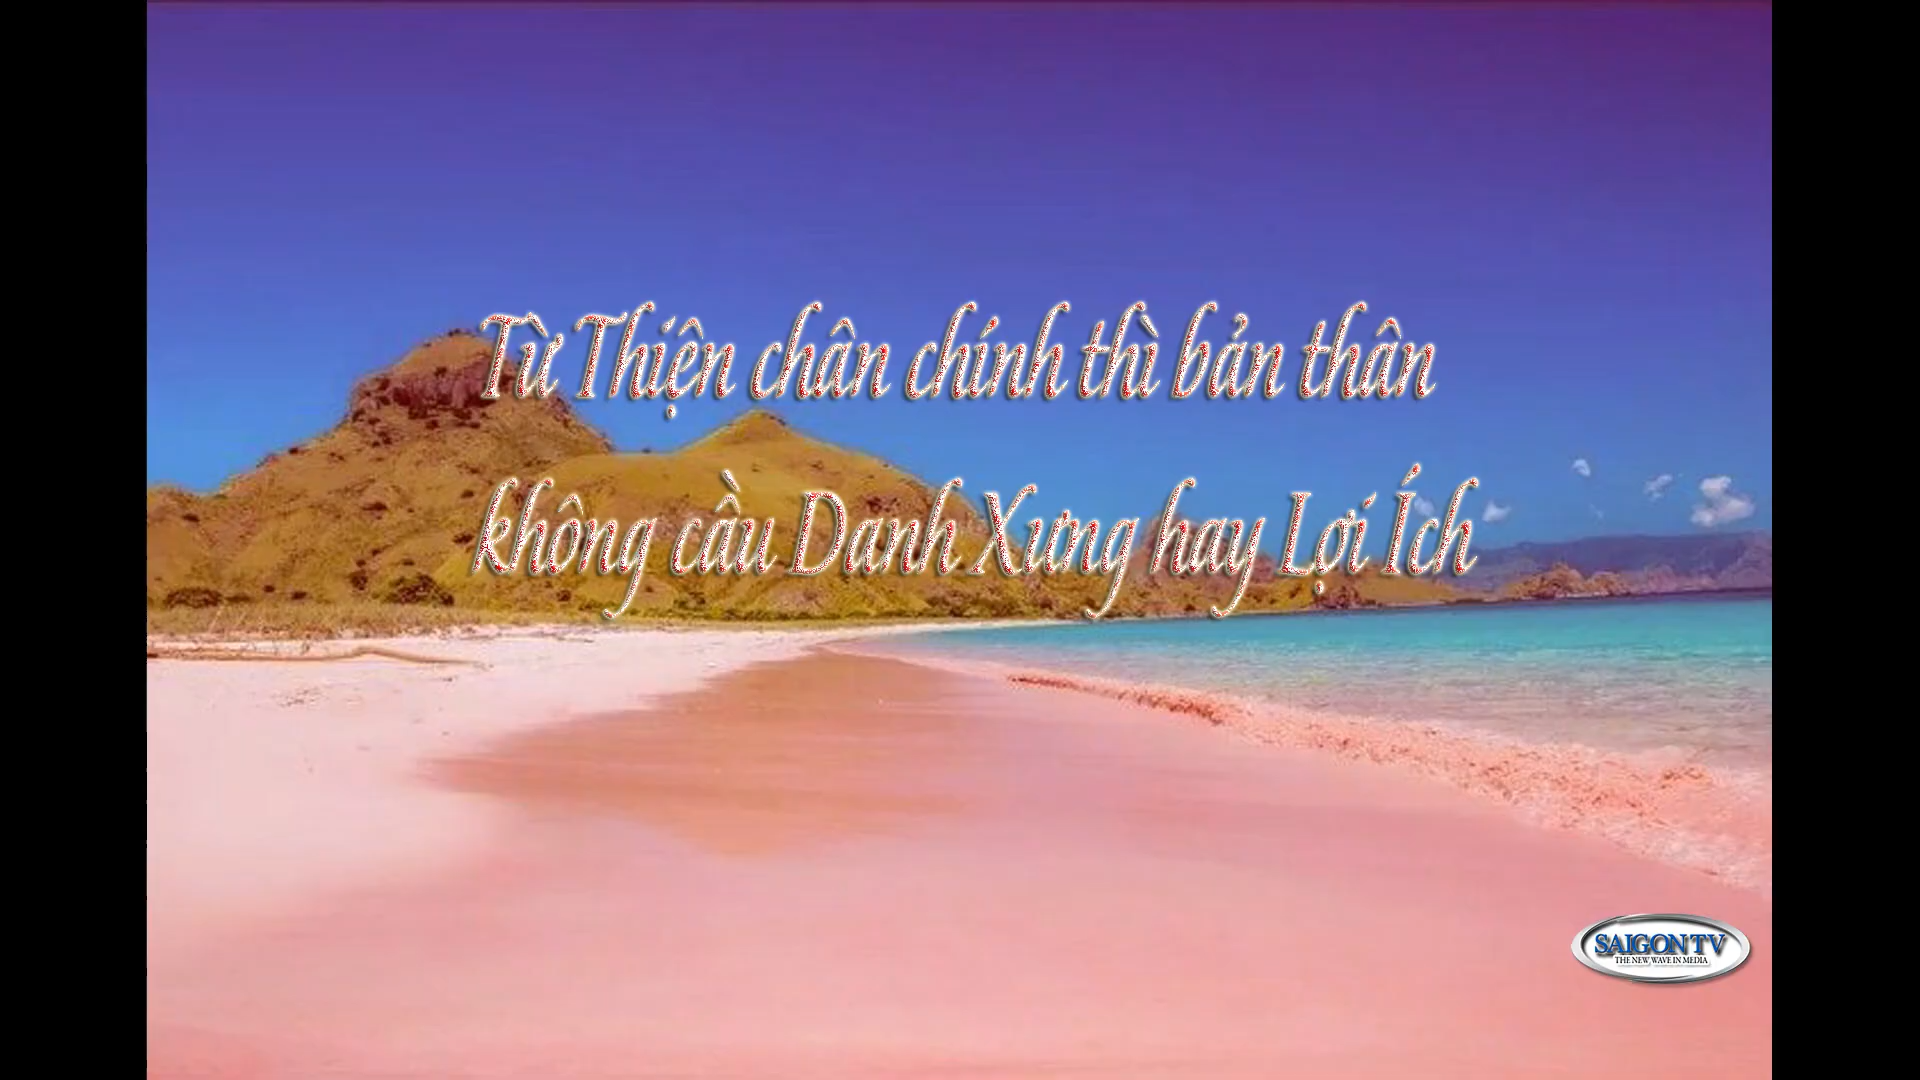 Từ Thiện chân chính thì bản thân
không cầu Danh Xưng hay Lợi Ích
SAIGON TV
THE NEW WAVE IN MEDIA